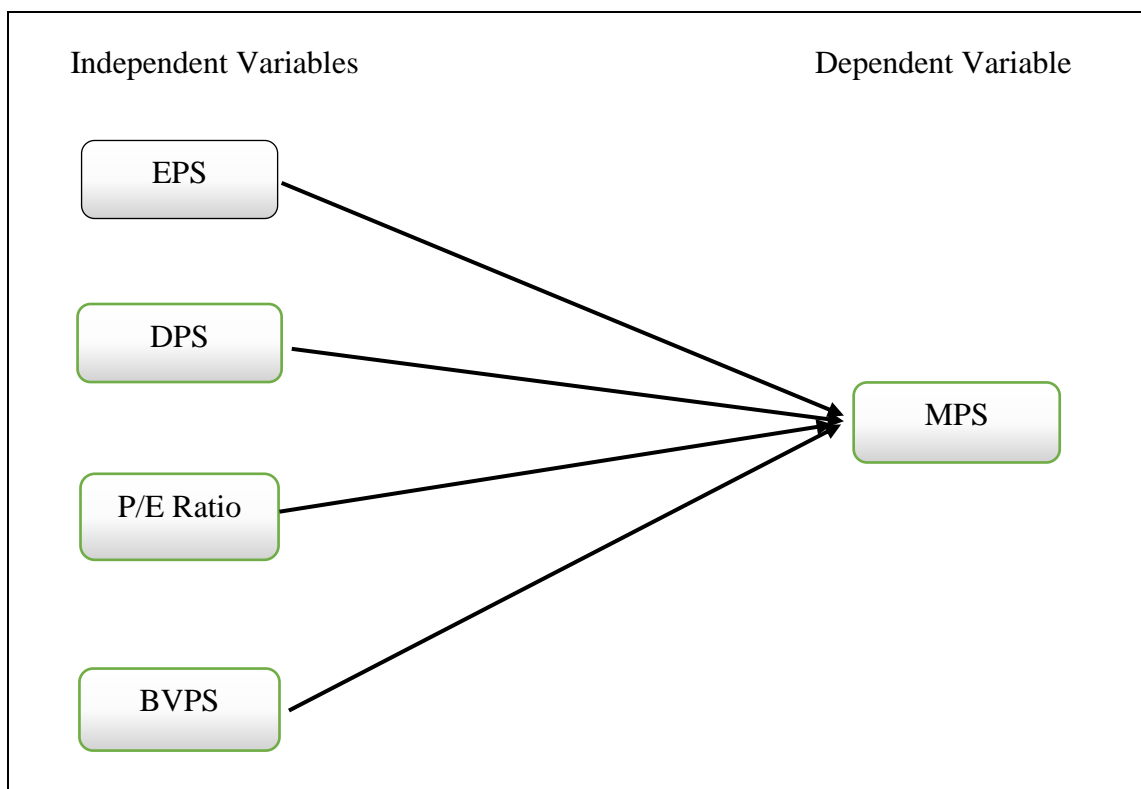 Independent Variables
Dependent Variable
EPS
DPS
MPS
P/E Ratio
BVPS